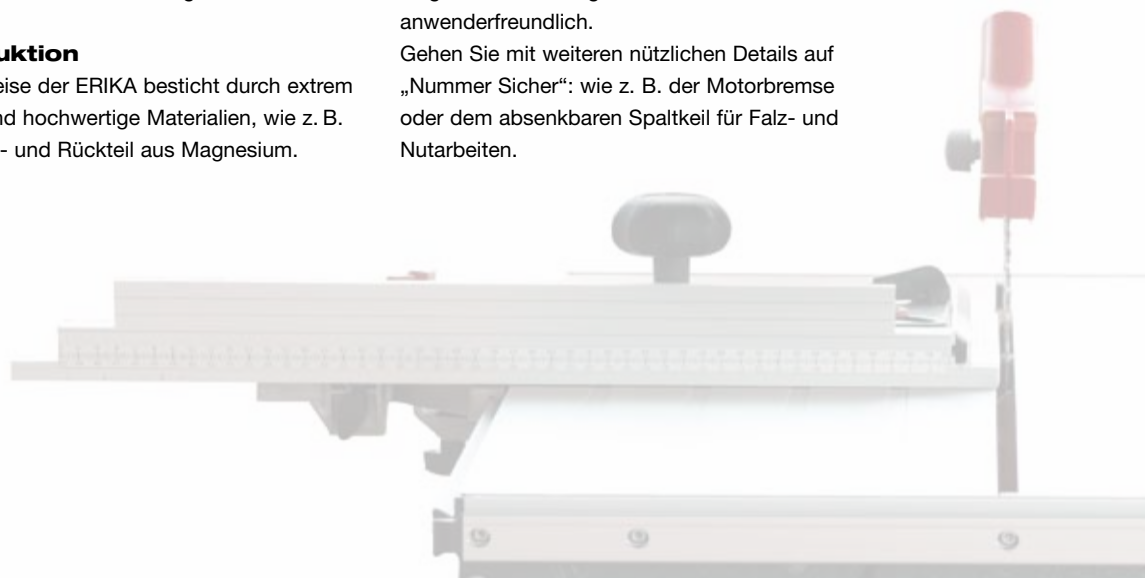 uktion
eise der ERIKA besticht durch extrem
nd hochwertige Materialien, wie z. B.
- und Rückteil aus Magnesium.
anwenderfreundlich.
Gehen Sie mit weiteren nützlichen Details auf
„Nummer Sicher“: wie z. B. der Motorbremse
oder dem absenkbaren Spaltkeil für Falz- und
Nutarbeiten.